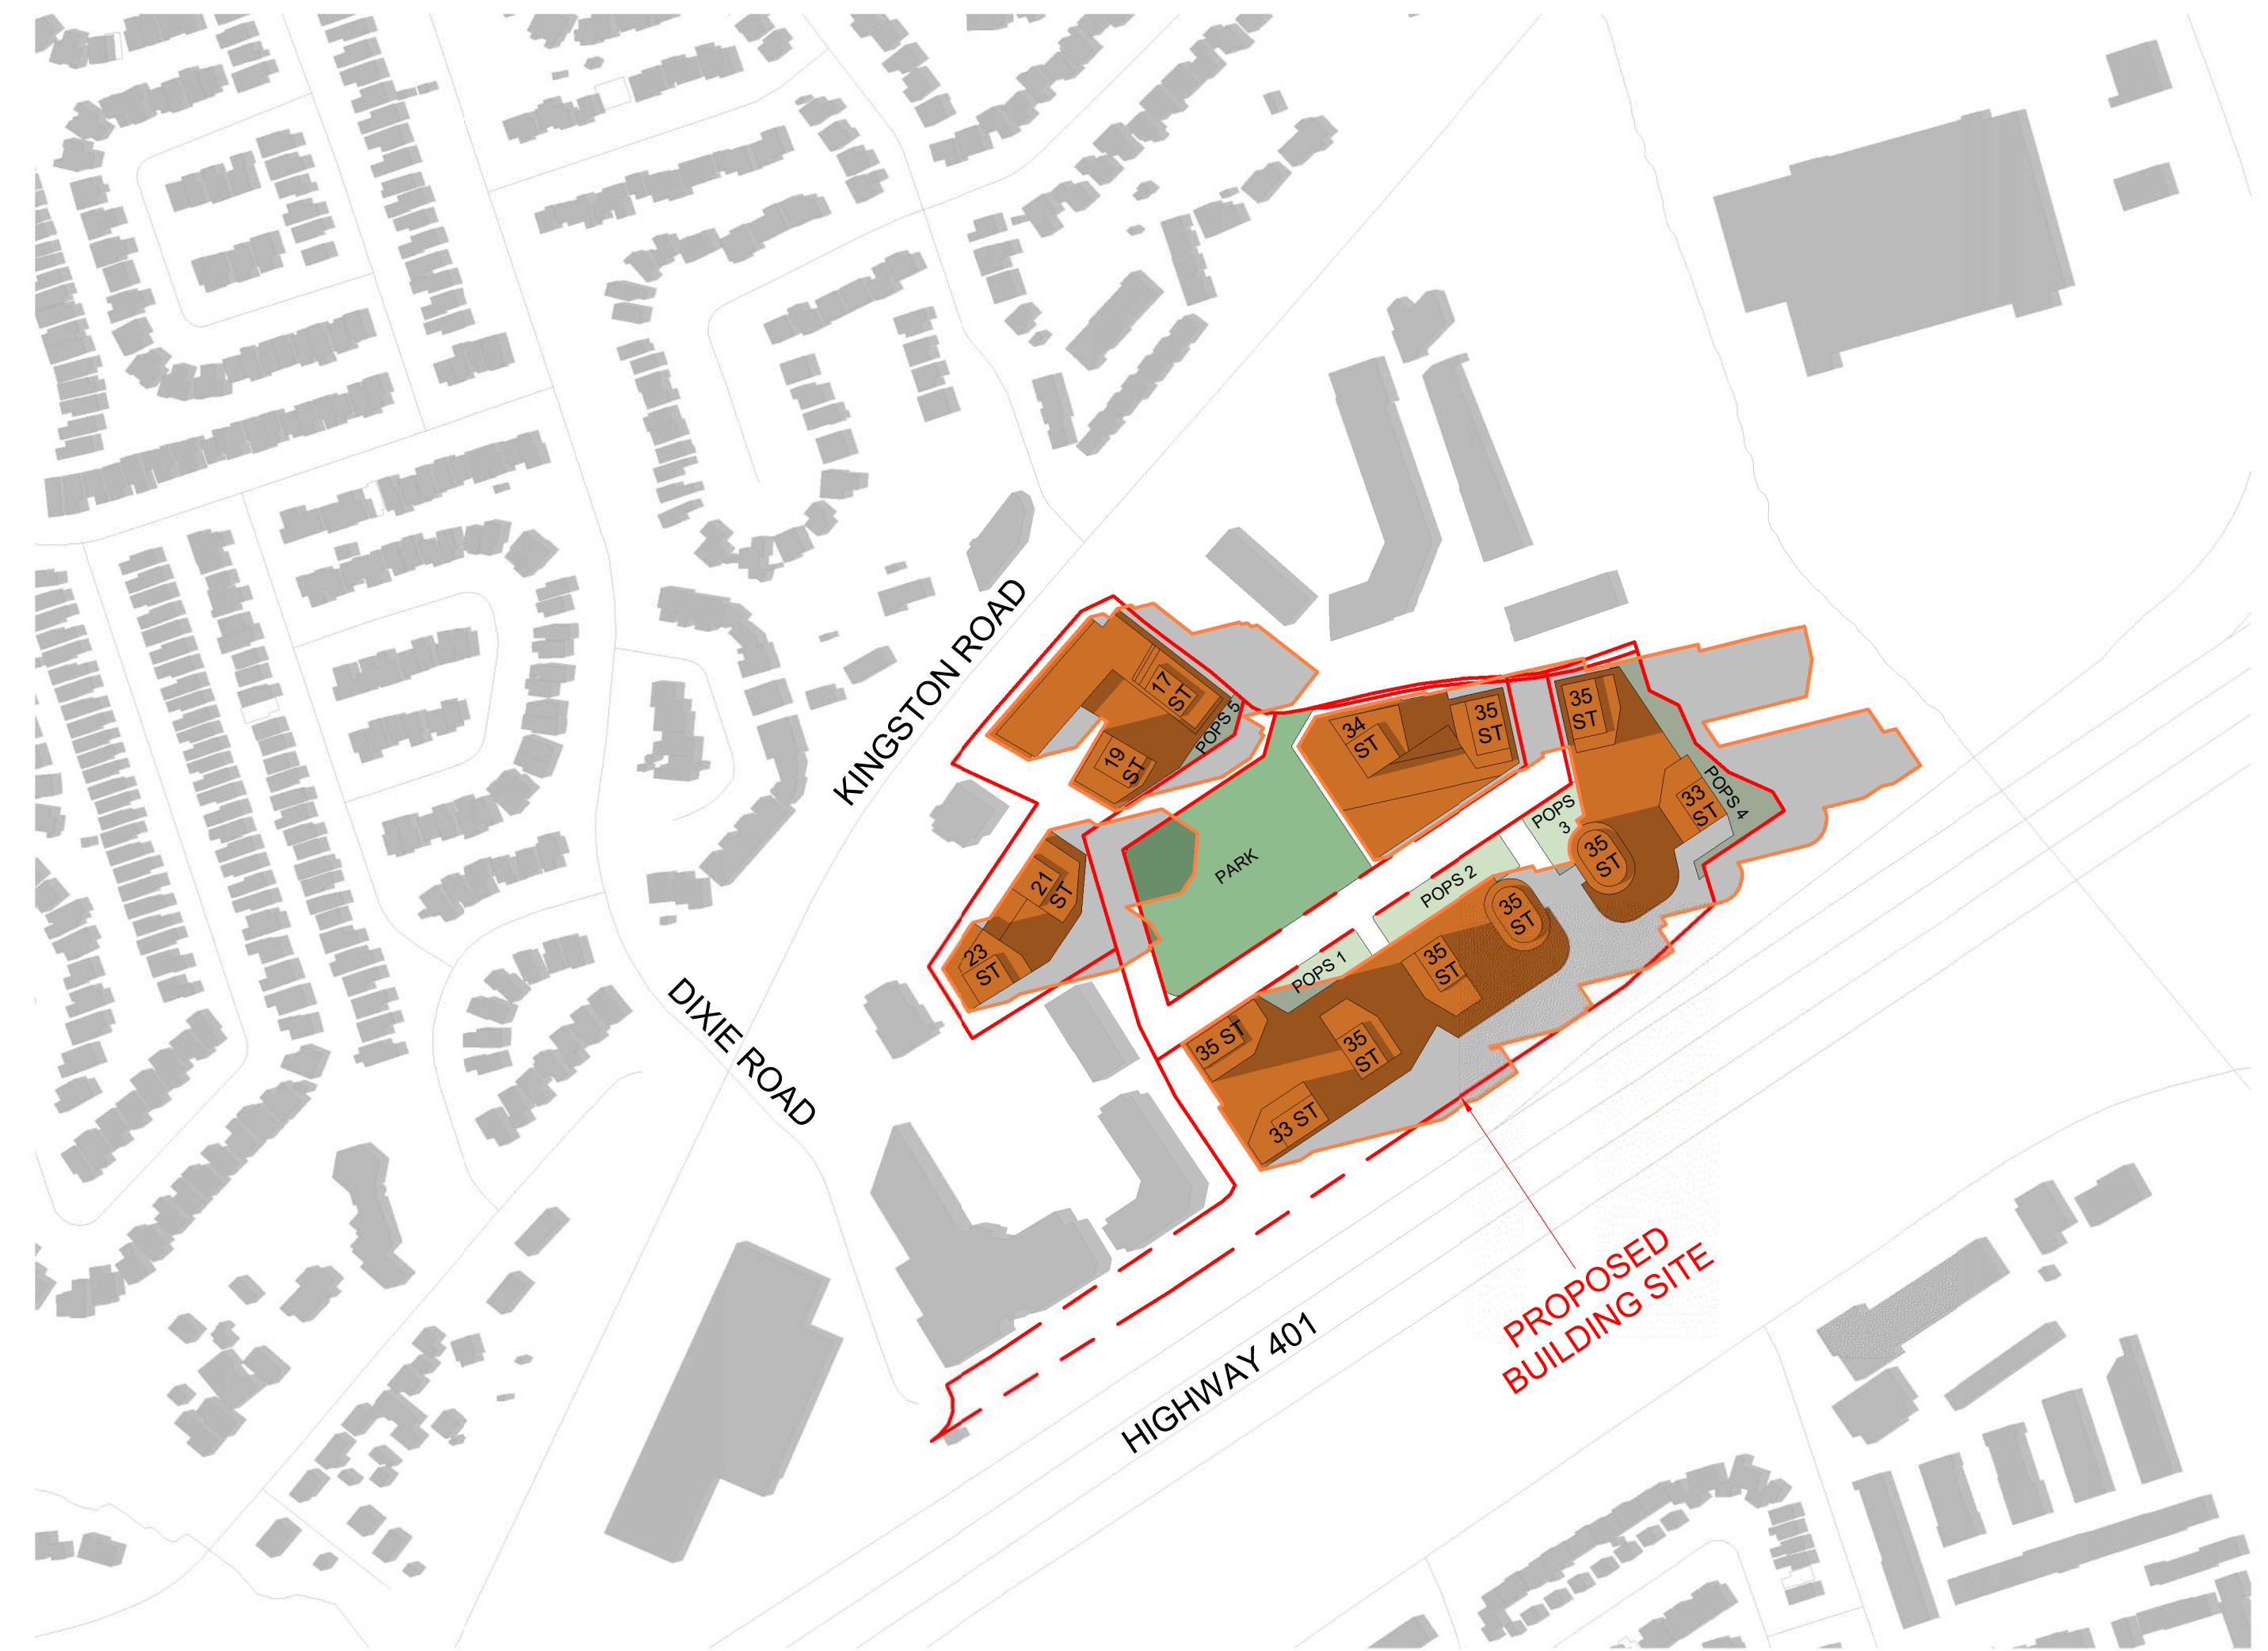 KINGSTON ROAD
DIXIE ROAD
HIGHWAY 401
PROPOSED
BUILDING SITE
17
ST
19
ST
POPS 5
21
ST
23
ST
PARK
34
ST
35
ST
35
ST
33
ST
POPS 4
POPS
3
35
ST
POPS 2
35
ST
35
ST
POPS 1
35 ST
35
ST
33 ST